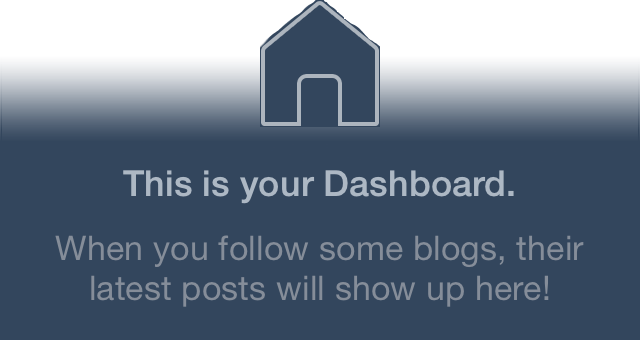 This is your Dashboard.
When you follow some blogs, their
latest posts will show up here!